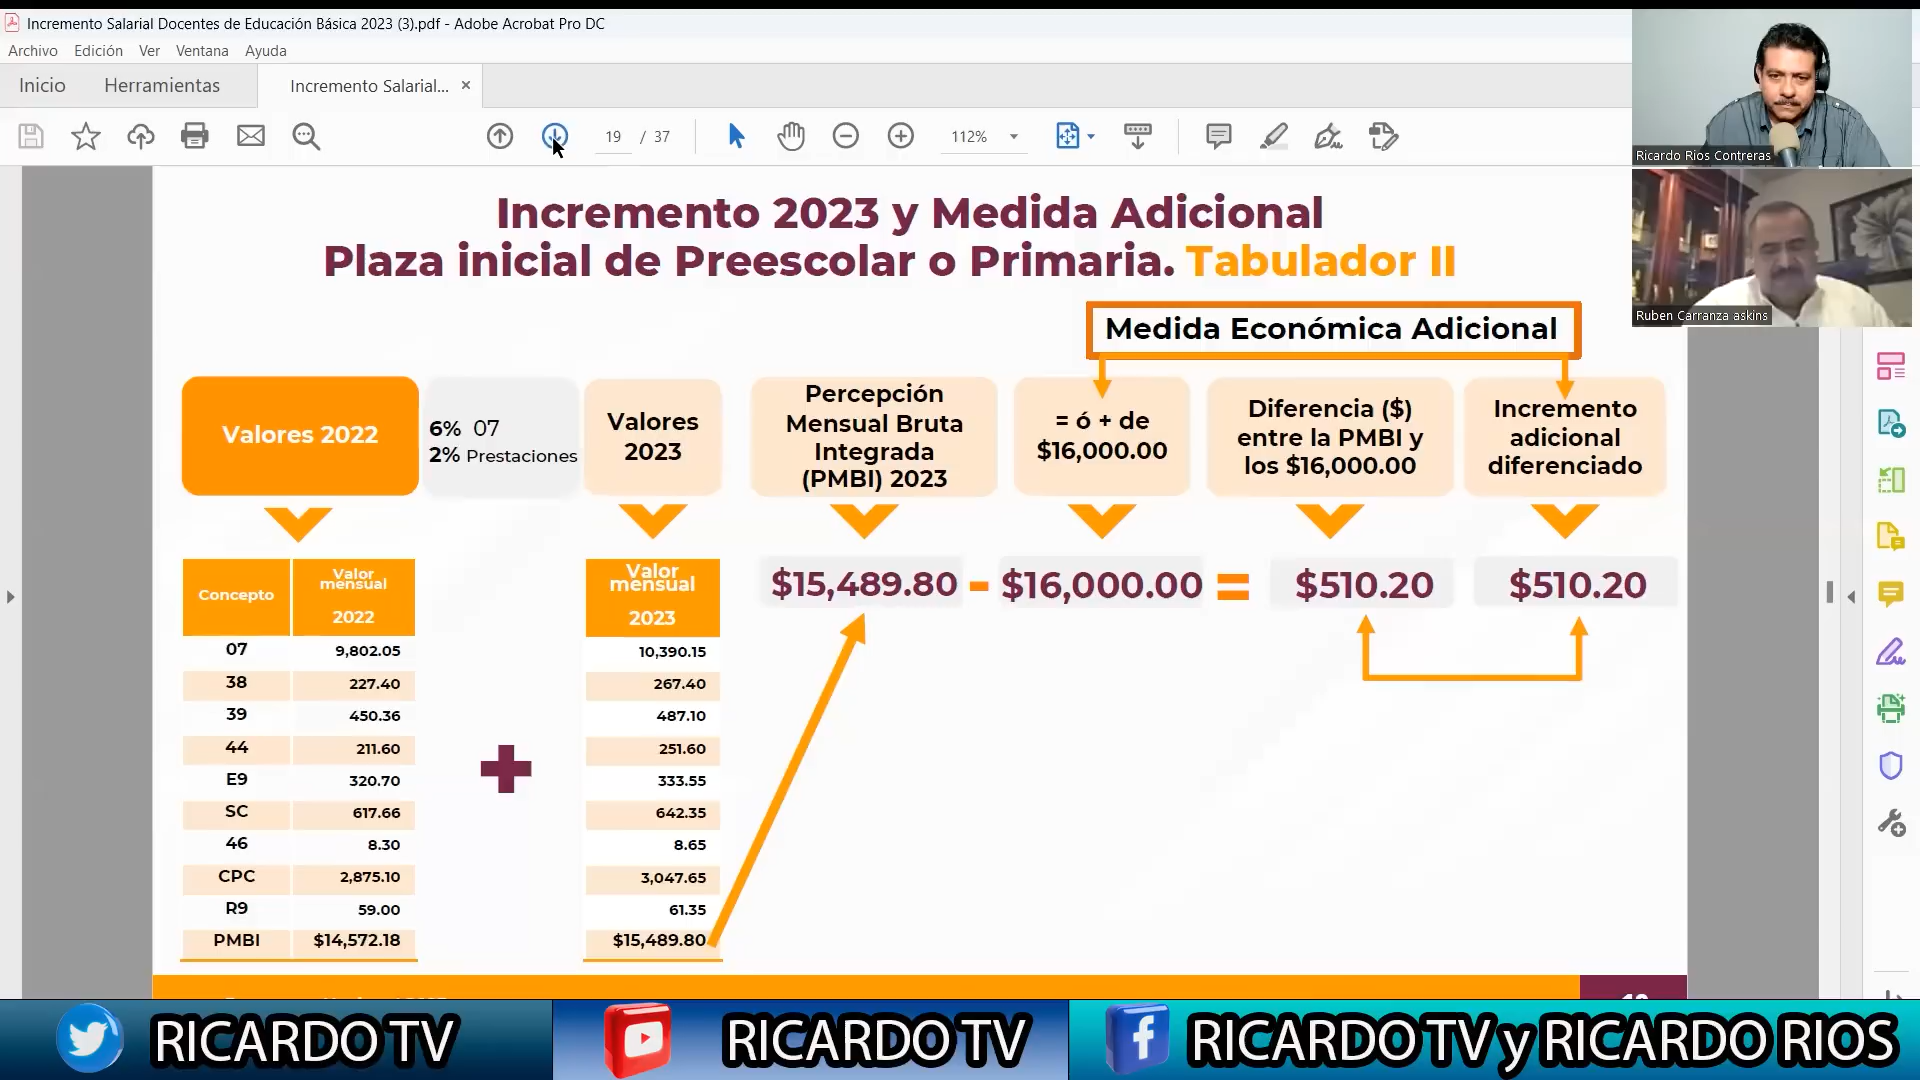 Incremento Salarial Docentes de Educación Básica 2023 (3).pdf - Adobe Acrobat Pro DC
Archivo Edición Ver Ventana Ayuda
Inicio Herramientas Incremento Salarial... ×
19 / 37 112%
Ricardo Rios Contreras
Ruben Carranza askins
Incremento 2023 y Medida Adicional
Plaza inicial de Preescolar o Primaria. Tabulador II
Medida Económica Adicional
Valores 2022
6% 07
2% Prestaciones
Valores
2023
Percepción
Mensual Bruta
Integrada
(PMBI) 2023
= ó + de
$16,000.00
Diferencia ($)
entre la PMBI y
los $16,000.00
Incremento
adicional
diferenciado
Concepto
Valor
mensual
2022
Valor
mensual
2023
$15,489.80 - $16,000.00 = $510.20 $510.20
07 9,802.05 10,390.15
38 227.40 267.40
39 450.36 487.10
44 211.60 251.60
E9 320.70 333.55
SC 617.66 642.35
46 8.30 8.65
CPC 2,875.10 3,047.65
R9 59.00 61.35
PMBI $14,572.18 $15,489.80
RICARDO TV
RICARDO TV
RICARDO TV y RICARDO RIOS